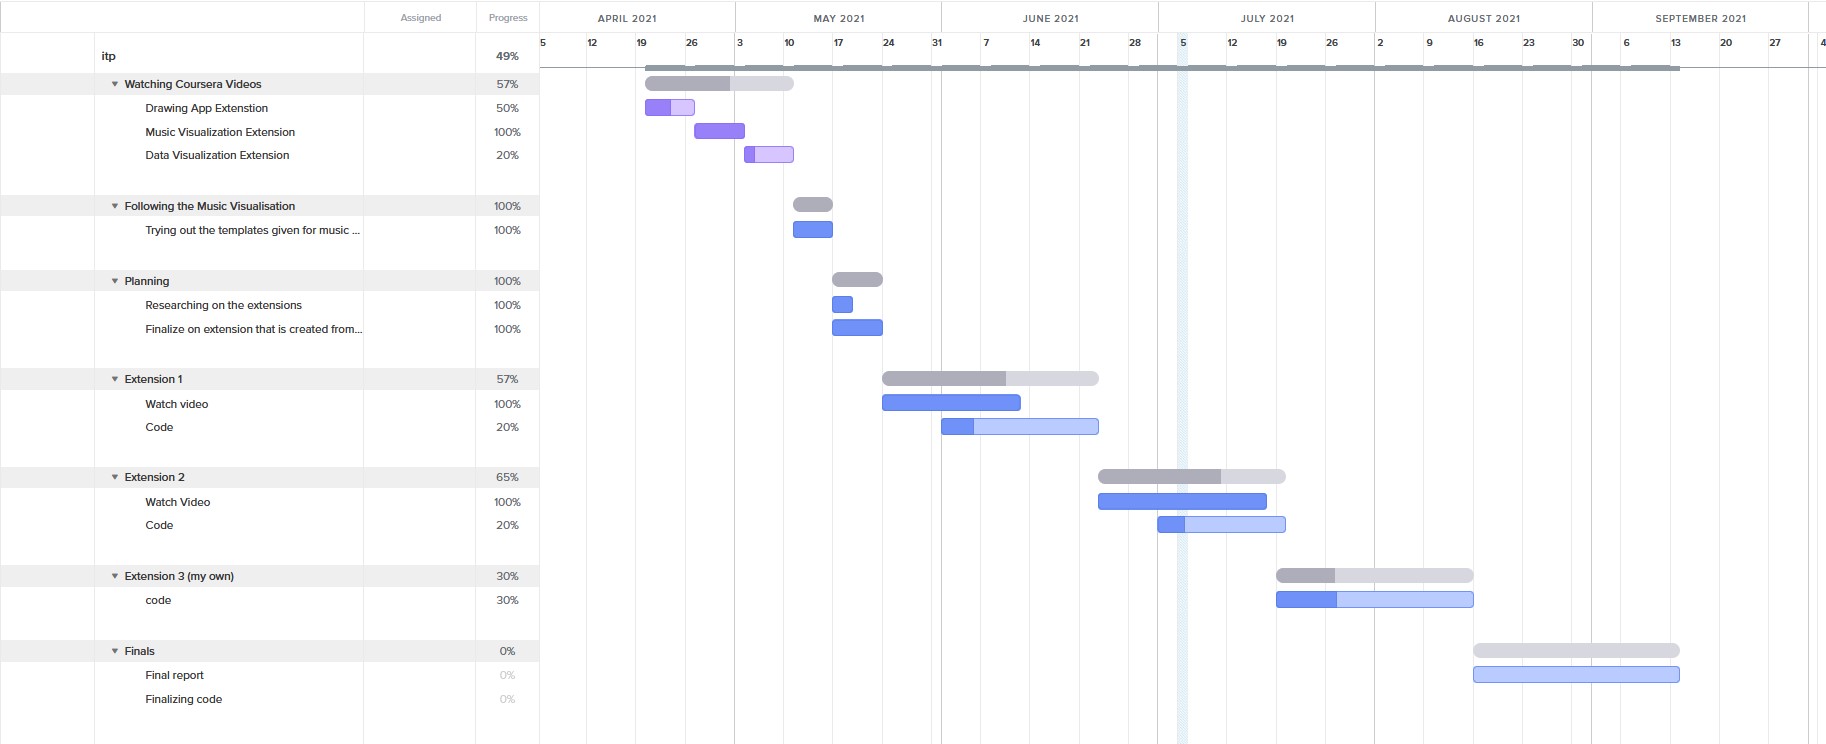 Assigned Progress APRIL 2021 MAY 2021 JUNE 2021 JULY 2021 AUGUST 2021 SEPTEMBER 2021
5 12 19 26 3 10 17 24 31 7 14 21 28 5 12 19 26 2 9 16 23 30 6 13 20 27 4
itp 49%
Watching Coursera Videos 57%
Drawing App Extenstion 50%
Music Visualization Extension 100%
Data Visualization Extension 20%
Following the Music Visualisation 100%
Trying out the templates given for music ... 100%
Planning 100%
Researching on the extensions 100%
Finalize on extension that is created from... 100%
Extension 1 57%
Watch video 100%
Code 20%
Extension 2 65%
Watch Video 100%
Code 20%
Extension 3 (my own) 30%
code 30%
Finals 0%
Final report 0%
Finalizing code 0%